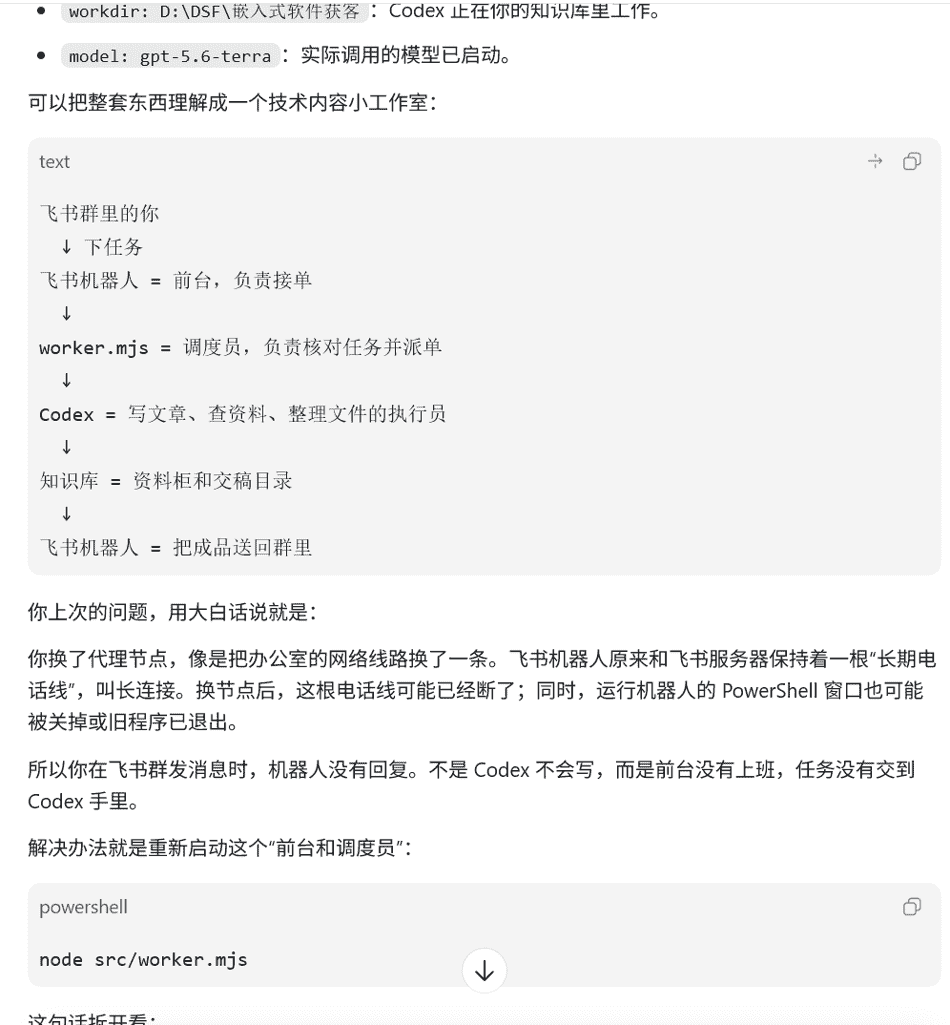 workdir: D:\DSF\嵌入式软件获客：Codex 正在你的知识库里工作。
model: gpt-5.6-terra：实际调用的模型已启动。
可以把整套东西理解成一个技术内容小工作室：
text
飞书群里的你
↓ 下任务
飞书机器人 = 前台，负责接单
↓
worker.mjs = 调度员，负责核对任务并派单
↓
Codex = 写文章、查资料、整理文件的执行员
↓
知识库 = 资料柜和交稿目录
↓
飞书机器人 = 把成品送回群里
你上次的问题，用大白话说就是：
你换了代理节点，像是把办公室的网络线路换了一条。飞书机器人原来和飞书服务器保持着一根“长期电
话线”，叫长连接。换节点后，这根电话线可能已经断了；同时，运行机器人的 PowerShell 窗口也可能
被关掉或旧程序已退出。
所以你在飞书群发消息时，机器人没有回复。不是 Codex 不会写，而是前台没有上班，任务没有交到
Codex 手里。
解决办法就是重新启动这个“前台和调度员”：
powershell
node src/worker.mjs
这句话拆开看：